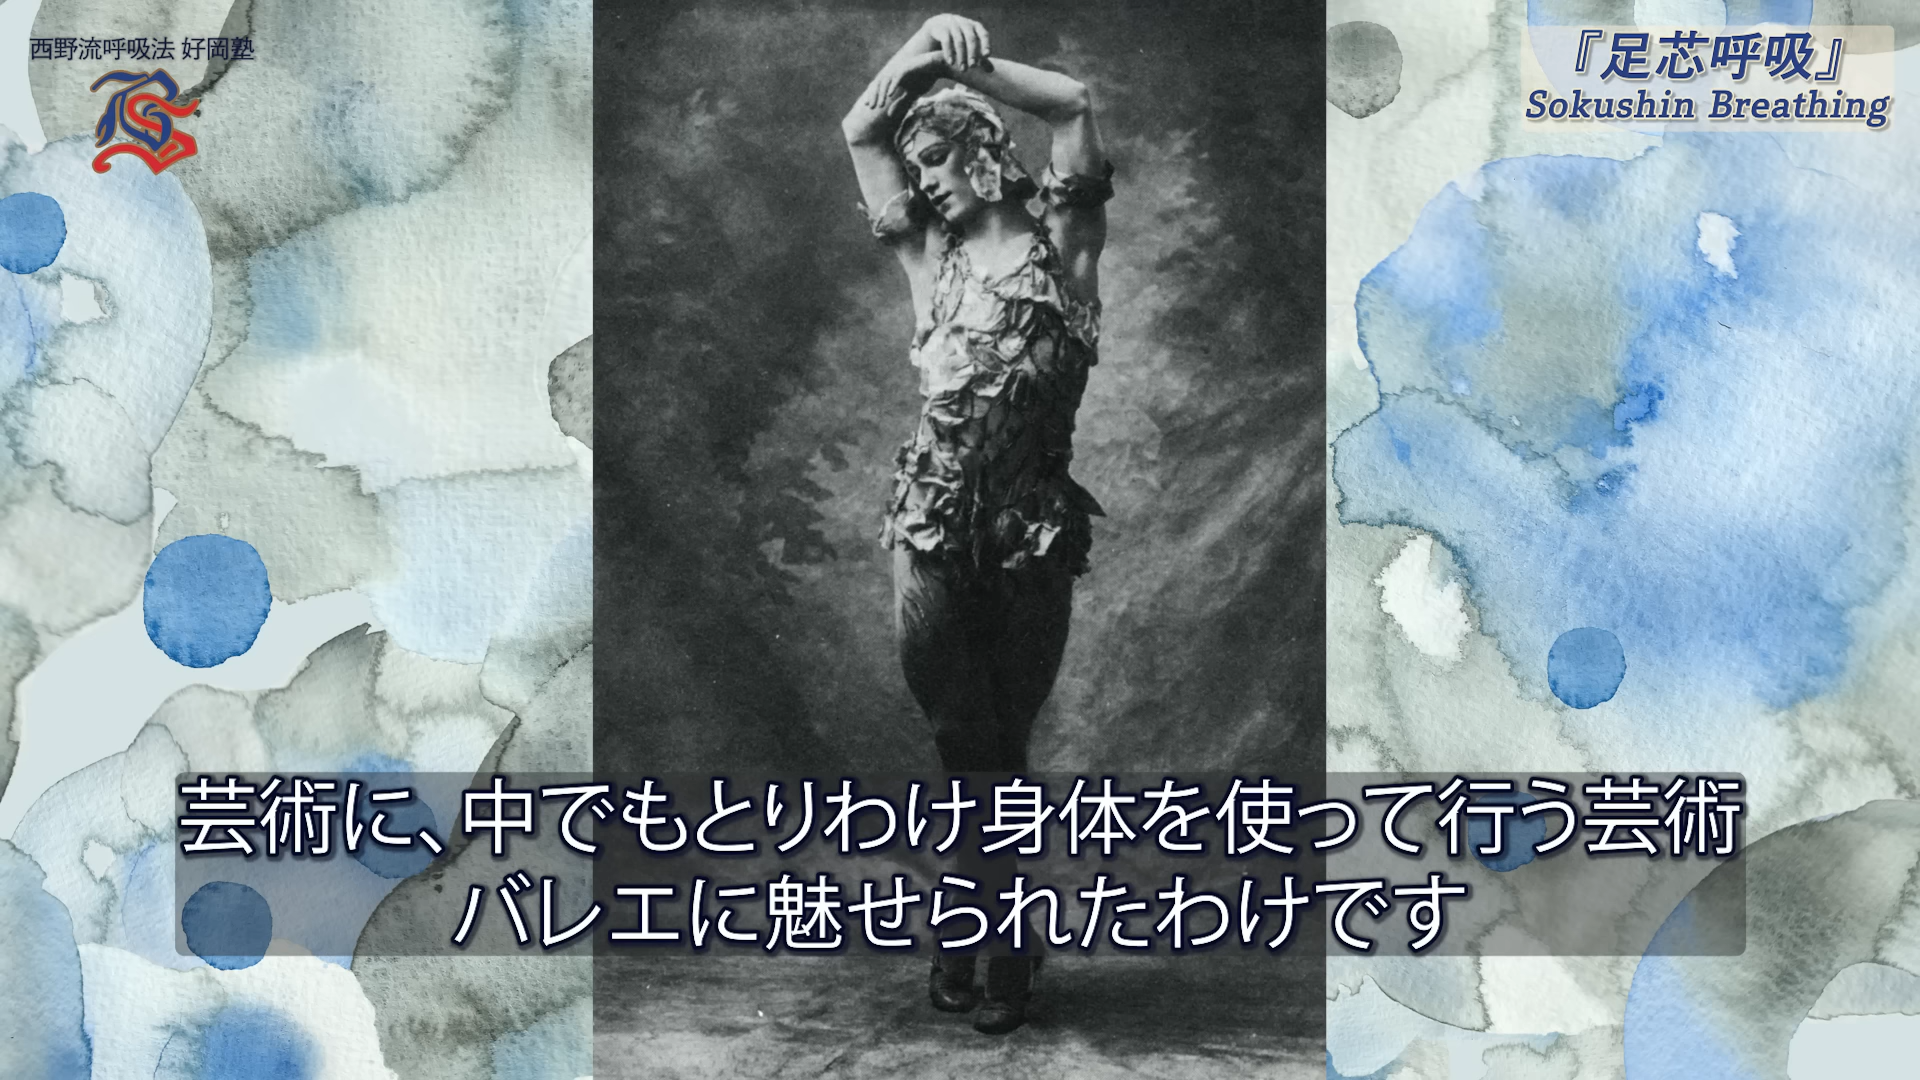 西野流呼吸法 好岡塾
『足芯呼吸』
Sokushin Breathing
芸術に、中でもとりわけ身体を使って行う芸術
バレエに魅せられたわけです